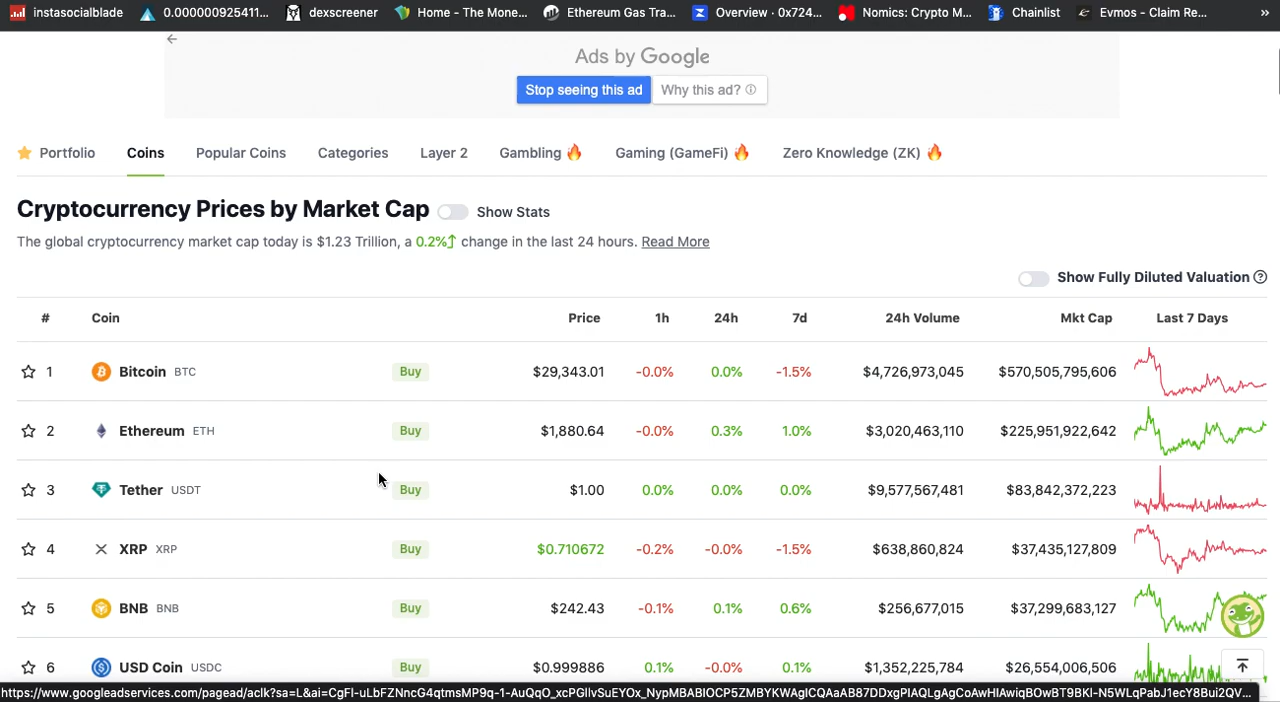 instasocialblade 0.000000925411... dexscreener Home - The Mone... Ethereum Gas Tra... Overview · 0x724... Nomics: Crypto M... Chainlist Evmos - Claim Re... »
Ads by Google
Stop seeing this ad Why this ad?
Portfolio Coins Popular Coins Categories Layer 2 Gambling 🔥 Gaming (GameFi) 🔥 Zero Knowledge (ZK) 🔥
Cryptocurrency Prices by Market Cap Show Stats
The global cryptocurrency market cap today is $1.23 Trillion, a 0.2% change in the last 24 hours. Read More
Show Fully Diluted Valuation
# Coin Price 1h 24h 7d 24h Volume Mkt Cap Last 7 Days
1 Bitcoin BTC Buy $29,343.01 -0.0% 0.0% -1.5% $4,726,973,045 $570,505,795,606
2 Ethereum ETH Buy $1,880.64 -0.0% 0.3% 1.0% $3,020,463,110 $225,951,922,642
3 Tether USDT Buy $1.00 0.0% 0.0% 0.0% $9,577,567,481 $83,842,372,223
4 XRP XRP Buy $0.710672 -0.2% -0.0% -1.5% $638,860,824 $37,435,127,809
5 BNB BNB Buy $242.43 -0.1% 0.1% 0.6% $256,677,015 $37,299,683,127
6 USD Coin USDC Buy $0.999886 0.1% -0.0% 0.1% $1,352,225,784 $26,554,006,506